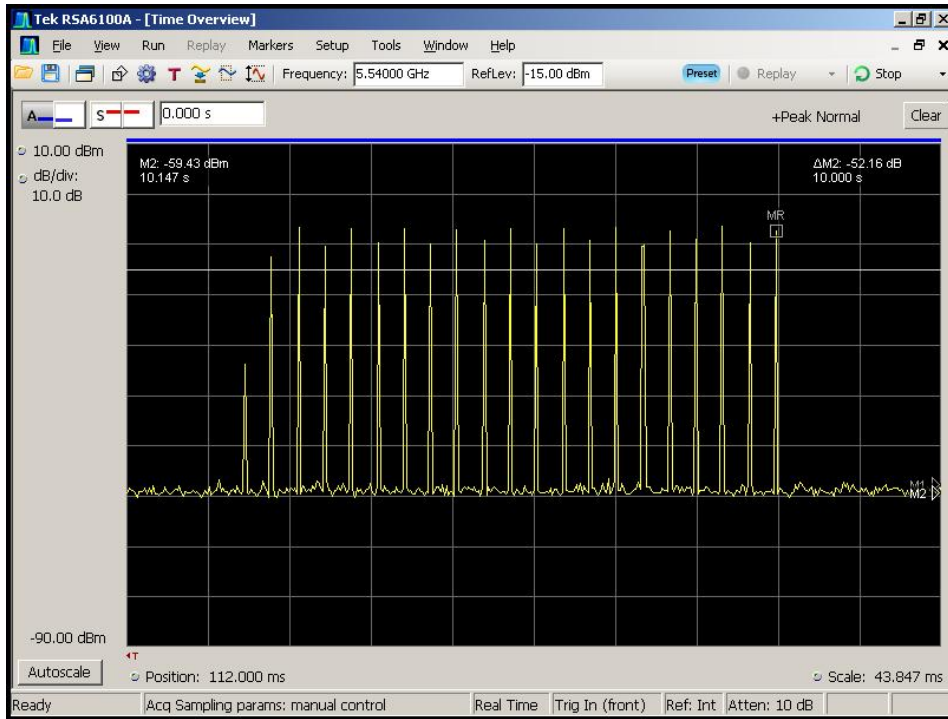 Tek RSA6100A - [Time Overview]
File View Run Replay Markers Setup Tools Window Help
T Frequency: 5.54000 GHz RefLev: -15.00 dBm Preset Replay Stop
A S 0.000 s +Peak Normal Clear
10.00 dBm
dB/div:
10.0 dB
M2: -59.43 dBm ΔM2: -52.16 dB
10.147 s 10.000 s
MR
M1
M2
-90.00 dBm
T
Autoscale Position: 112.000 ms Scale: 43.847 ms
Ready Acq Sampling params: manual control Real Time Trig In (front) Ref: Int Atten: 10 dB